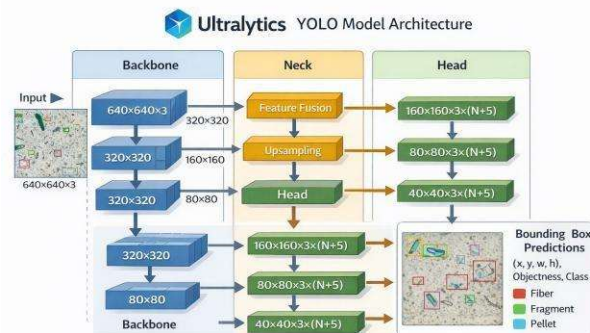 Ultralytics YOLO Model Architecture
Backbone
Neck
Head
Input
640×640×3
320×320
Feature Fusion
160×160×3×(N+5)
320×320
160×160
Upsampling
80×80×3×(N+5)
640×640×3
320×320
80×80
Head
40×40×3×(N+5)
320×320
160×160×3×(N+5)
80×80
80×80×3×(N+5)
Backbone
40×40×3×(N+5)
Bounding Box
Predictions
(x, y, w, h),
Objectness, Class
Fiber
Fragment
Pellet